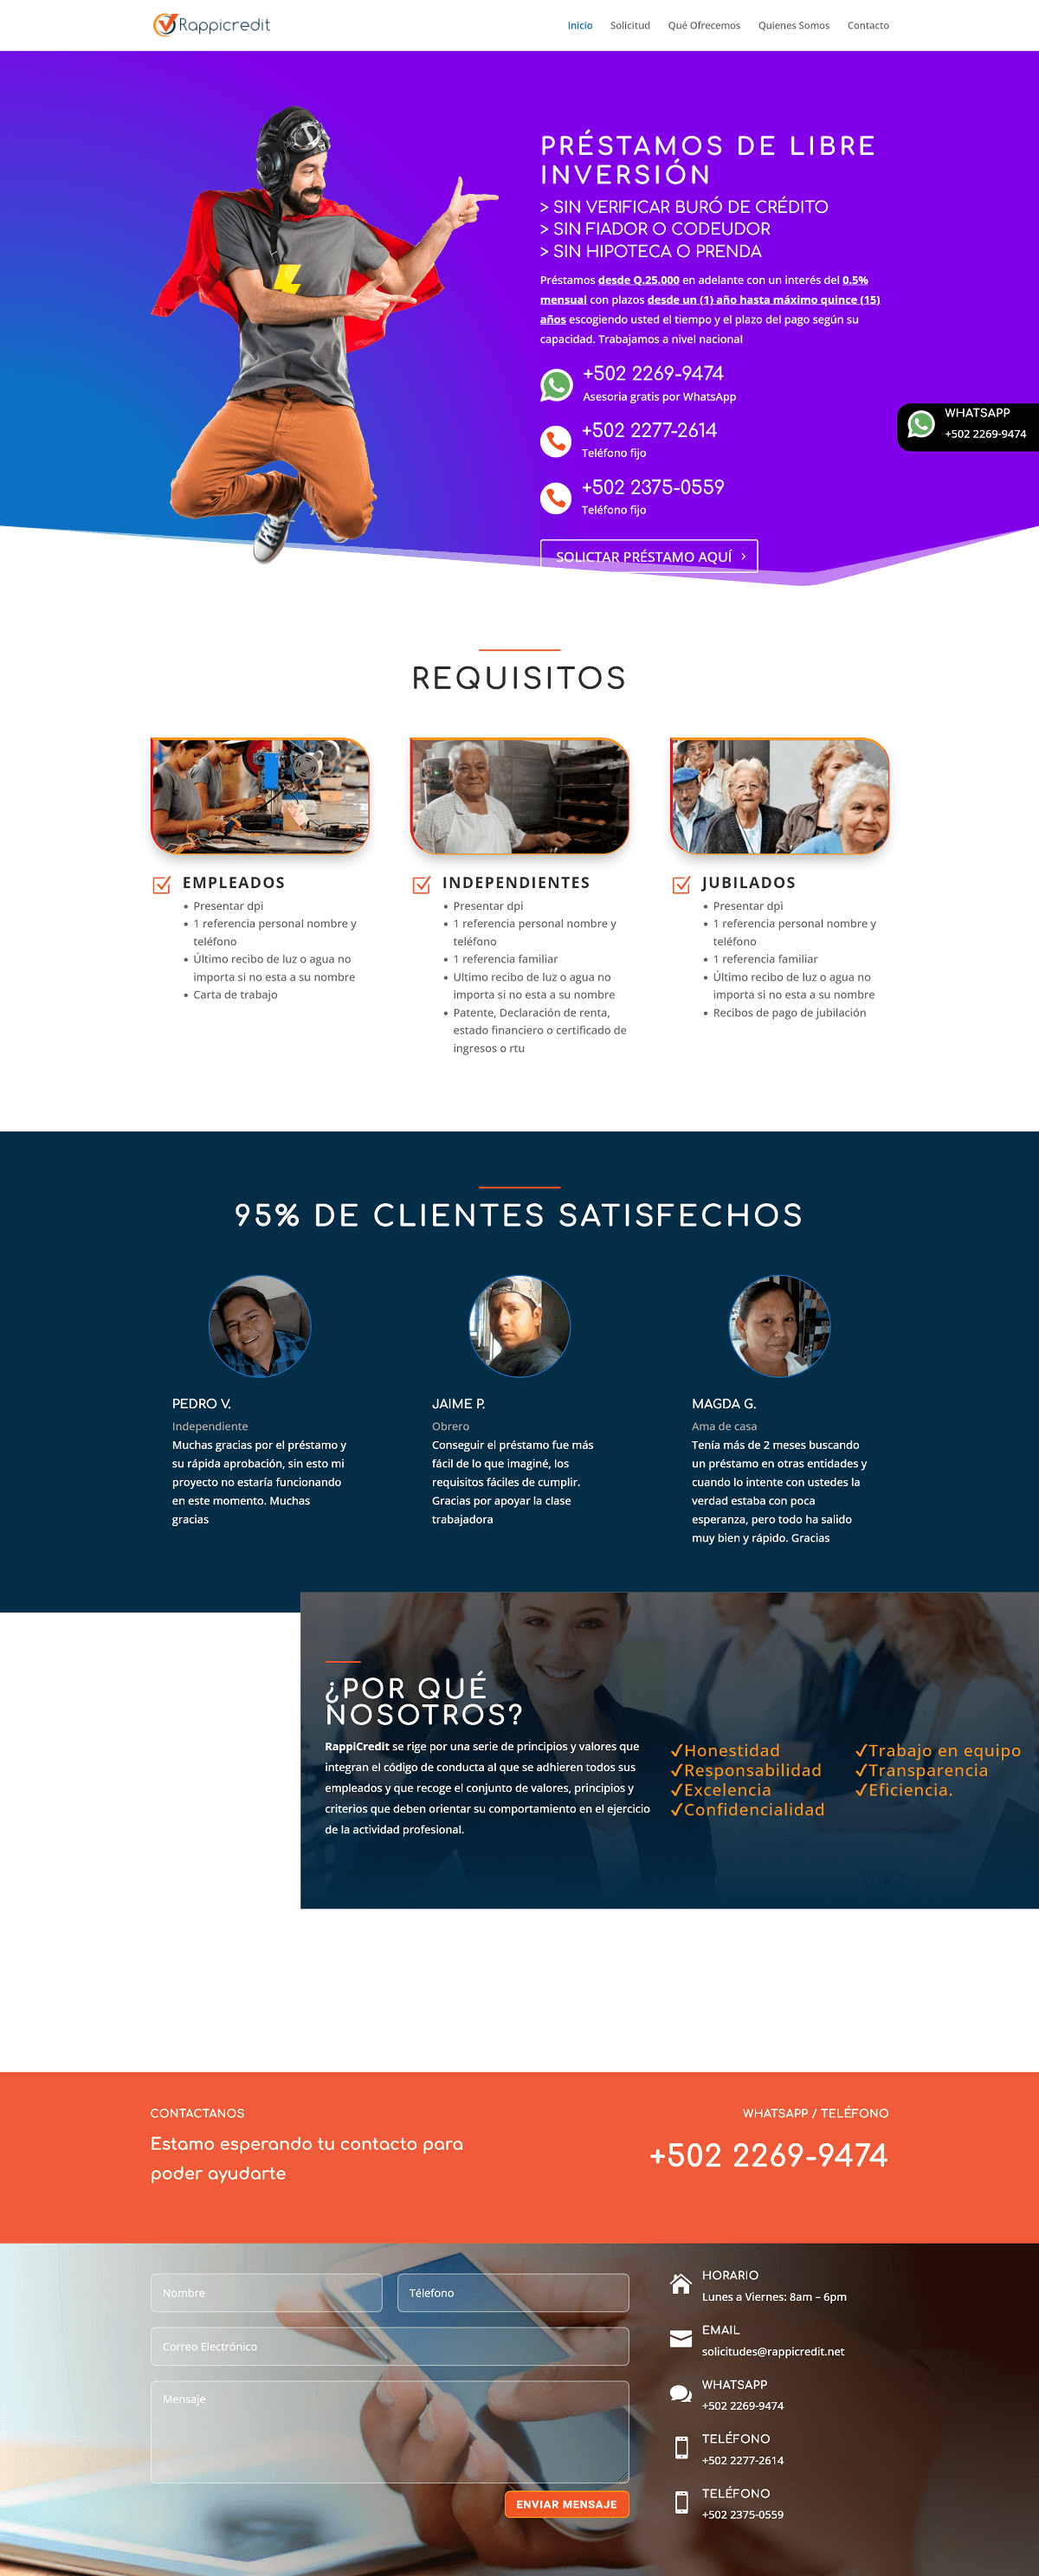 Rappicredit
Inicio
Solicitud
Qué Ofrecemos
Quienes Somos
Contacto
PRÉSTAMOS DE LIBRE
INVERSIÓN
> SIN VERIFICAR BURÓ DE CRÉDITO
> SIN FIADOR O CODEUDOR
> SIN HIPOTECA O PRENDA
Préstamos desde Q.25.000 en adelante con un interés del 0.5%
mensual con plazos desde un (1) año hasta máximo quince (15)
años escogiendo usted el tiempo y el plazo del pago según su
capacidad. Trabajamos a nivel nacional
+502 2269-9474
Asesoria gratis por WhatsApp
+502 2277-2614
Teléfono fijo
+502 2375-0559
Teléfono fijo
SOLICTAR PRÉSTAMO AQUÍ
WHATSAPP
+502 2269-9474
REQUISITOS
EMPLEADOS
• Presentar dpi
• 1 referencia personal nombre y
teléfono
• Último recibo de luz o agua no
importa si no esta a su nombre
• Carta de trabajo
INDEPENDIENTES
• Presentar dpi
• 1 referencia personal nombre y
teléfono
• 1 referencia familiar
• Ultimo recibo de luz o agua no
importa si no esta a su nombre
• Patente, Declaración de renta,
estado financiero o certificado de
ingresos o rtu
JUBILADOS
• Presentar dpi
• 1 referencia personal nombre y
teléfono
• 1 referencia familiar
• Último recibo de luz o agua no
importa si no esta a su nombre
• Recibos de pago de jubilación
95% DE CLIENTES SATISFECHOS
PEDRO V.
Independiente
Muchas gracias por el préstamo y
su rápida aprobación, sin esto mi
proyecto no estaría funcionando
en este momento. Muchas
gracias
JAIME P.
Obrero
Conseguir el préstamo fue más
fácil de lo que imaginé, los
requisitos fáciles de cumplir.
Gracias por apoyar la clase
trabajadora
MAGDA G.
Ama de casa
Tenía más de 2 meses buscando
un préstamo en otras entidades y
cuando lo intente con ustedes la
verdad estaba con poca
esperanza, pero todo ha salido
muy bien y rápido. Gracias
¿POR QUÉ
NOSOTROS?
RappiCredit se rige por una serie de principios y valores que
integran el código de conducta al que se adhieren todos sus
empleados y que recoge el conjunto de valores, principios y
criterios que deben orientar su comportamiento en el ejercicio
de la actividad profesional.
✓Honestidad
✓Responsabilidad
✓Excelencia
✓Confidencialidad
✓Trabajo en equipo
✓Transparencia
✓Eficiencia.
CONTACTANOS
Estamo esperando tu contacto para
poder ayudarte
WHATSAPP / TELÉFONO
+502 2269-9474
Nombre
Télefono
Correo Electrónico
Mensaje
ENVIAR MENSAJE
HORARIO
Lunes a Viernes: 8am – 6pm
EMAIL
solicitudes@rappicredit.net
WHATSAPP
+502 2269-9474
TELÉFONO
+502 2277-2614
TELÉFONO
+502 2375-0559